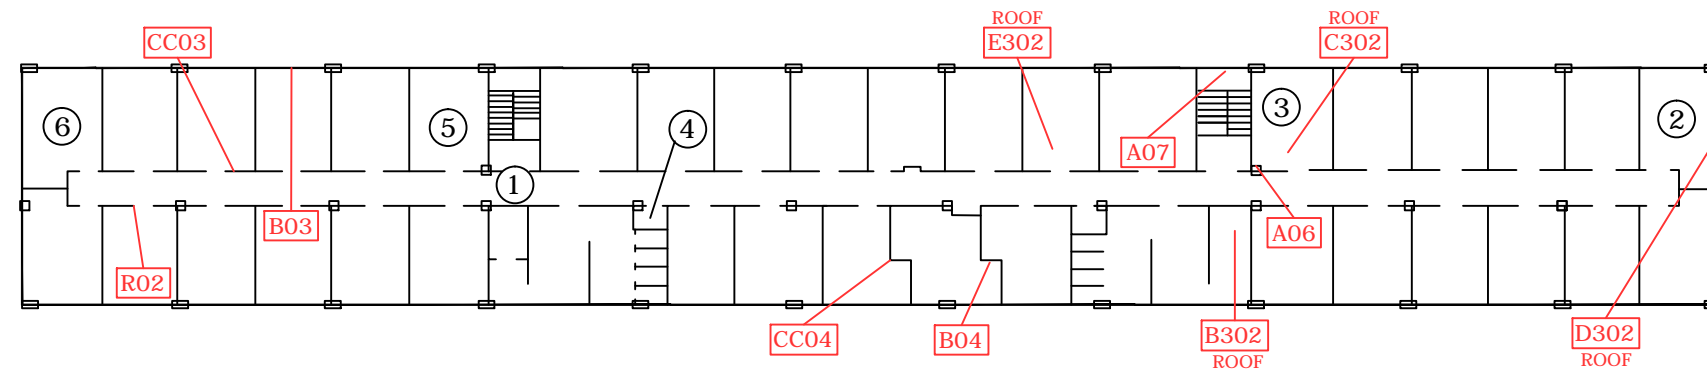 ROOF
ROOF
CC03
E302
C302
6
5
4
3
2
A07
1
B03
A06
R02
CC04
B04
B302
D302
ROOF
ROOF